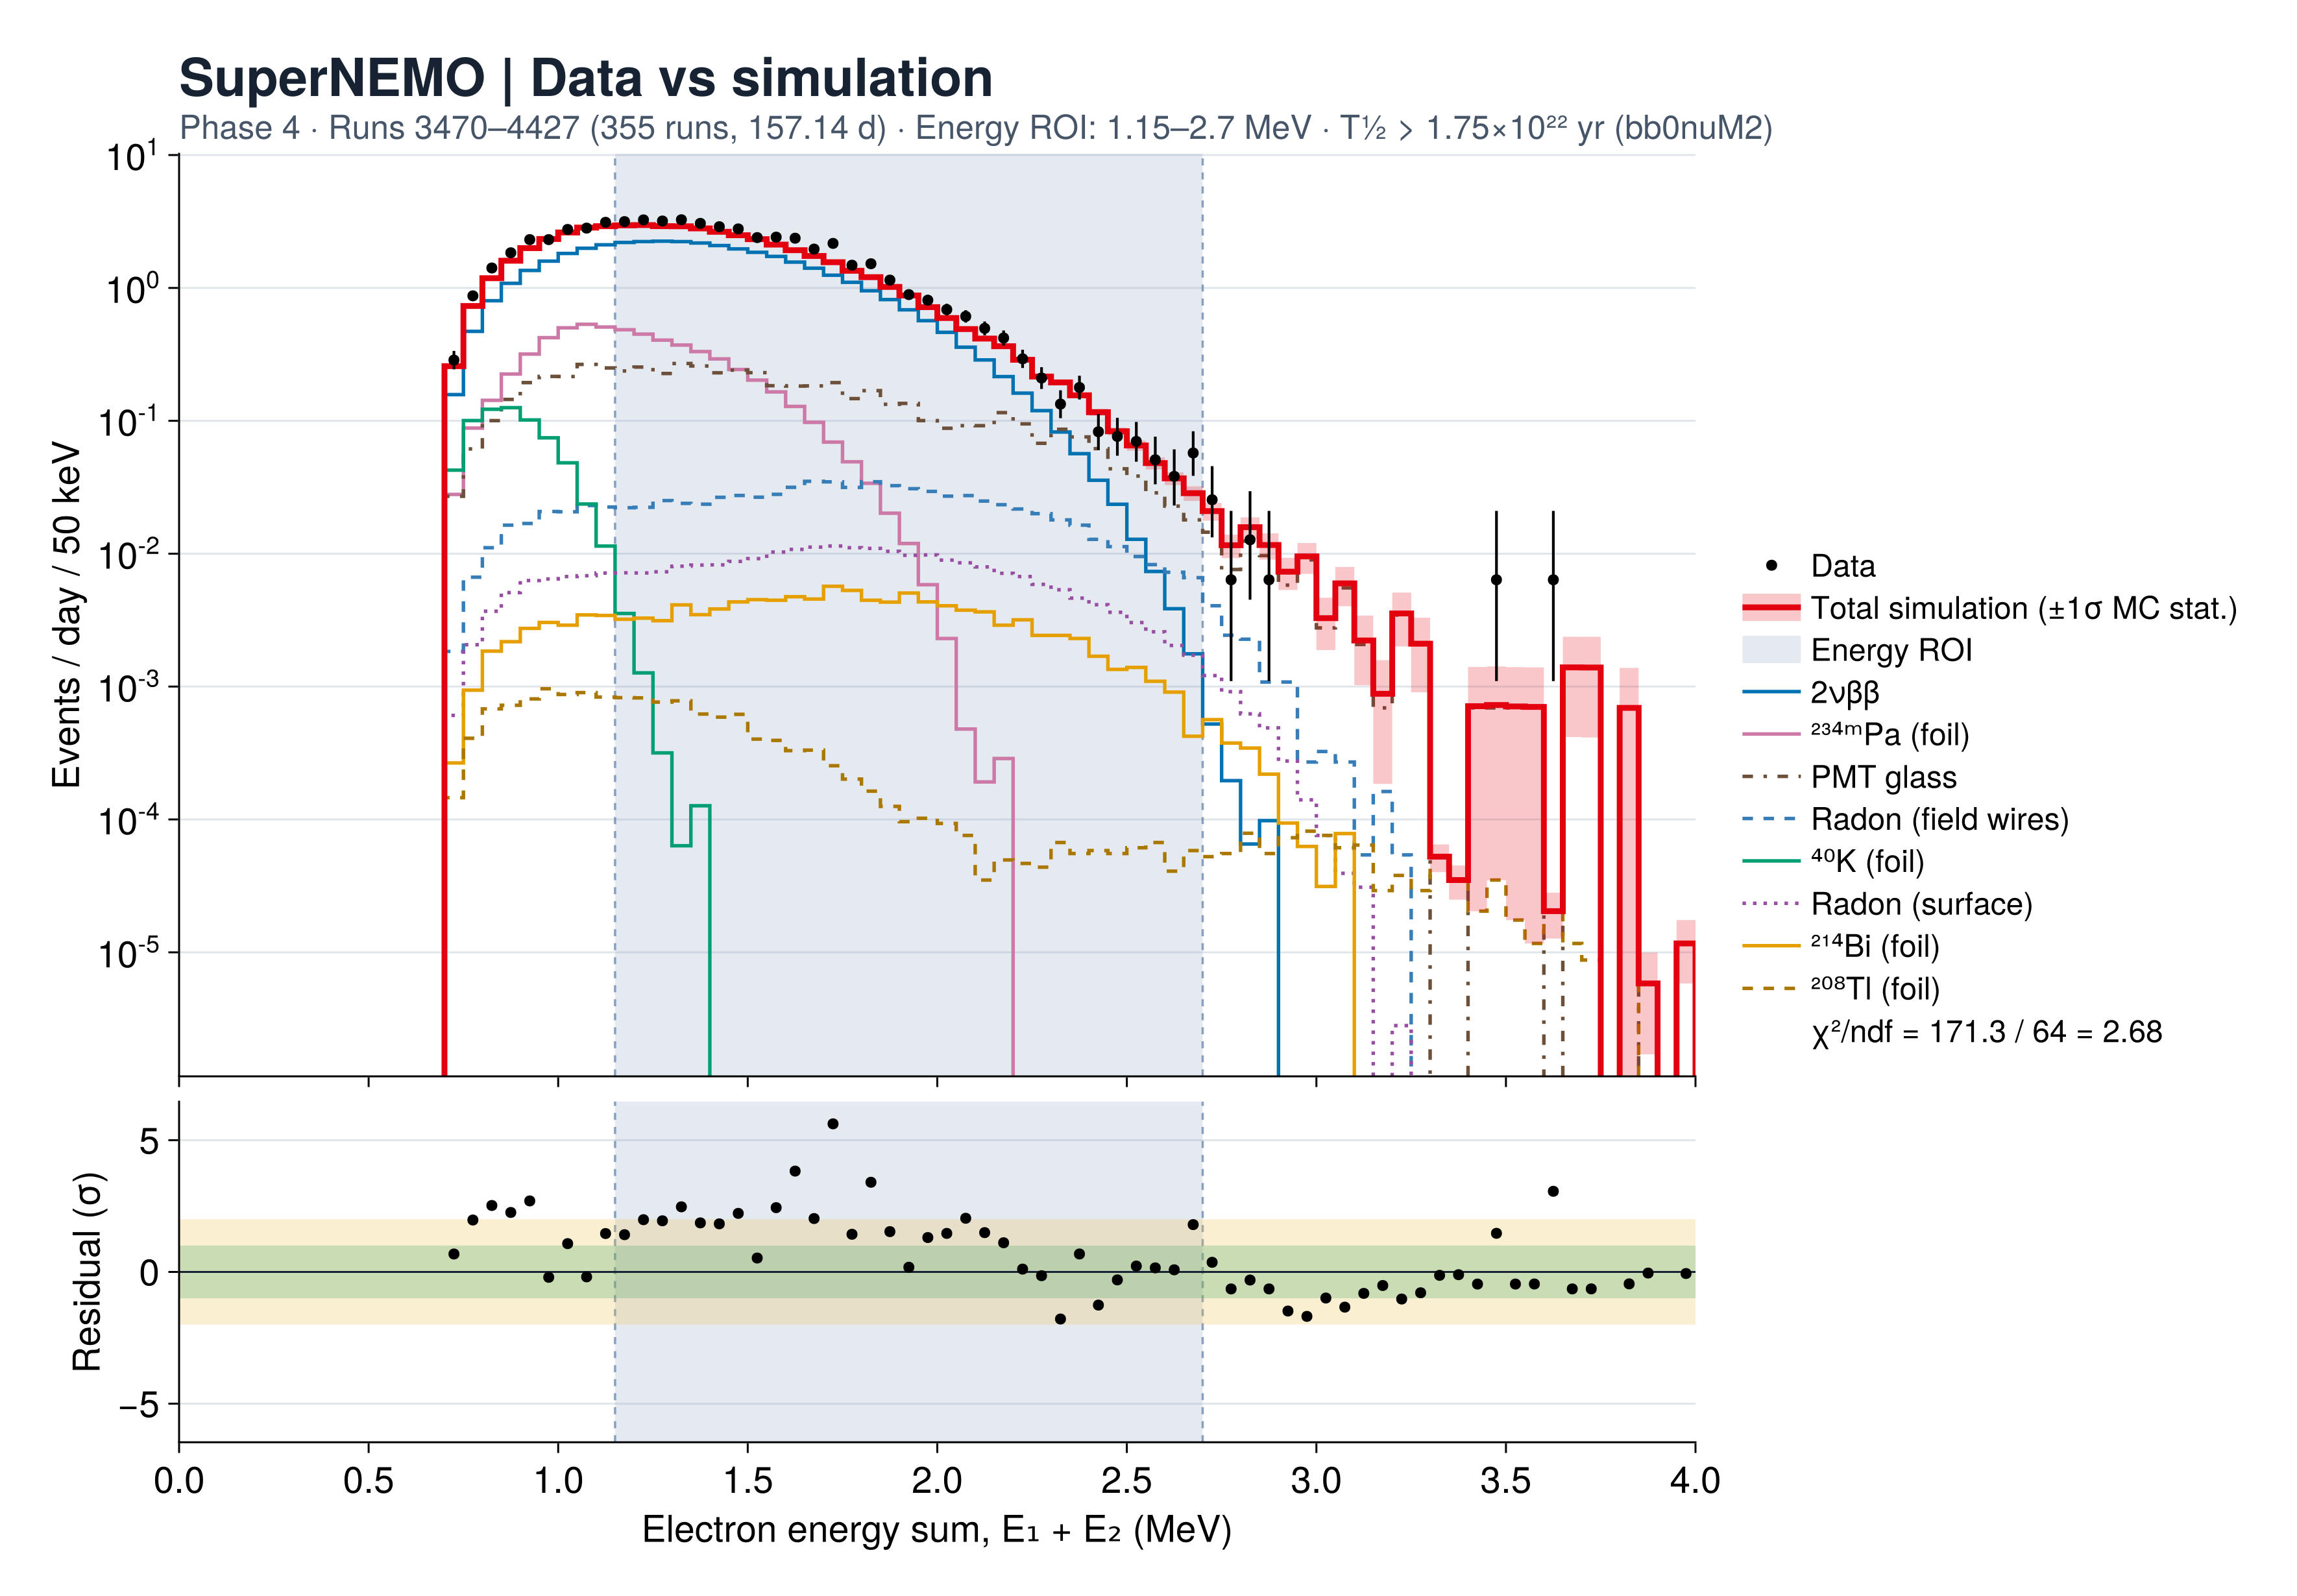 SuperNEMO | Data vs simulation
Phase 4 · Runs 3470–4427 (355 runs, 157.14 d) · Energy ROI: 1.15–2.7 MeV · T½ > 1.75×10²² yr (bb0nuM2)
10¹
10⁰
10⁻¹
10⁻²
10⁻³
10⁻⁴
10⁻⁵
Events / day / 50 keV
Data
Total simulation (±1σ MC stat.)
Energy ROI
2νββ
²³⁴ᵐPa (foil)
PMT glass
Radon (field wires)
⁴⁰K (foil)
Radon (surface)
²¹⁴Bi (foil)
²⁰⁸Tl (foil)
χ²/ndf = 171.3 / 64 = 2.68
5
0
−5
Residual (σ)
0.0 0.5 1.0 1.5 2.0 2.5 3.0 3.5 4.0
Electron energy sum, E₁ + E₂ (MeV)